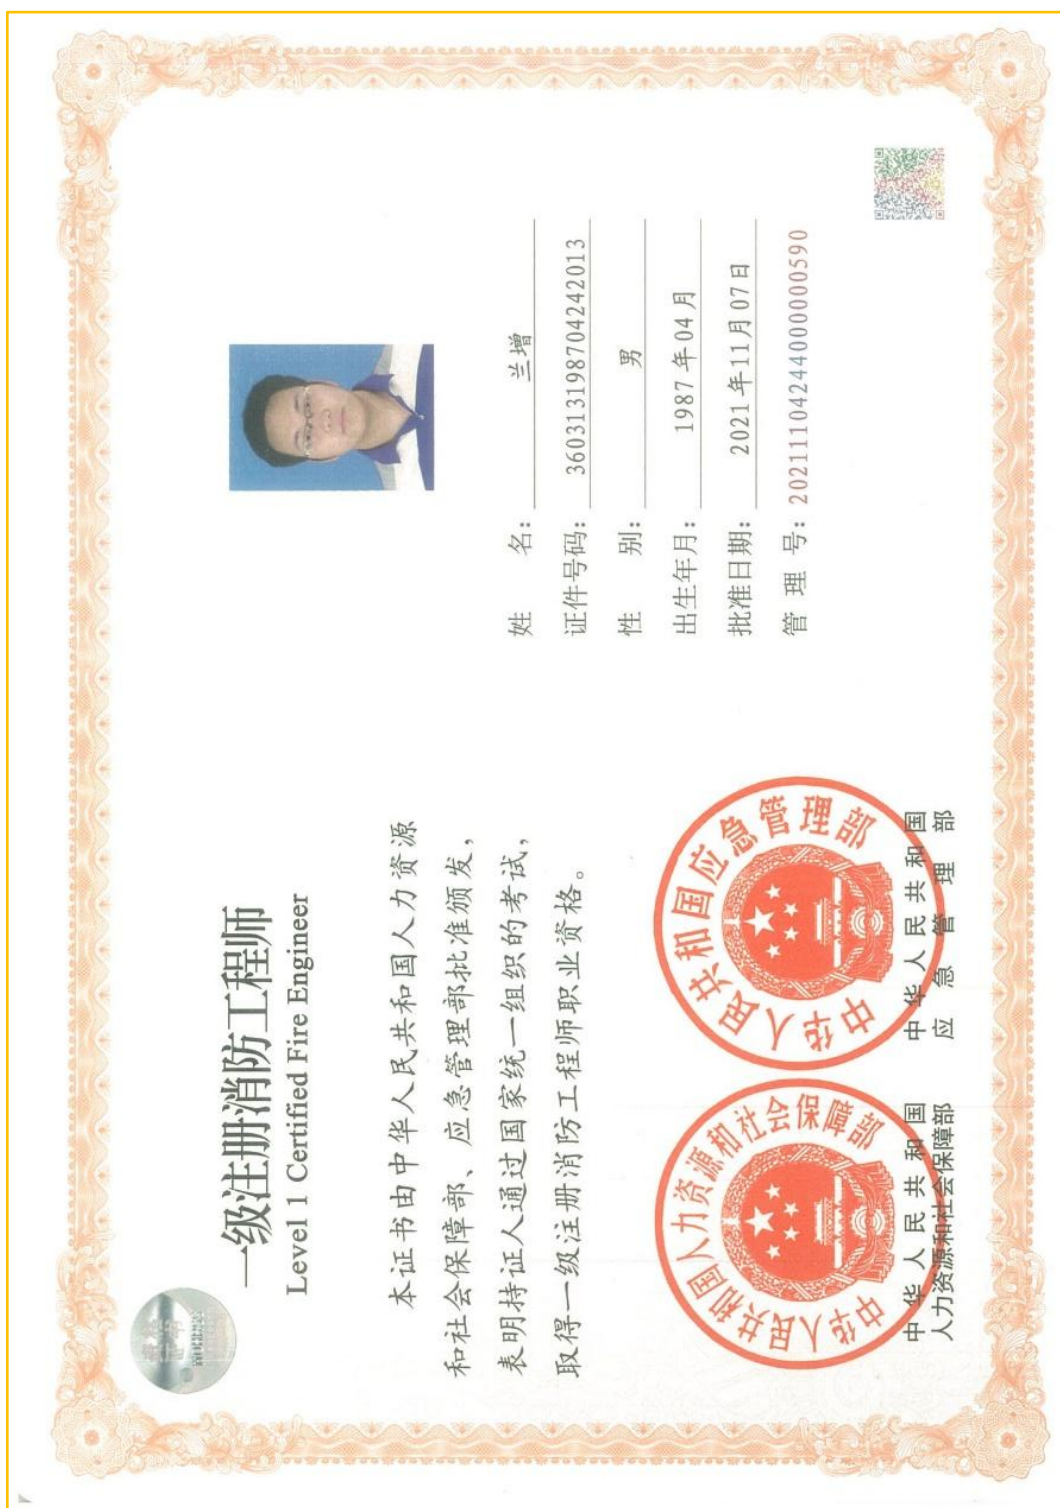 一级注册消防工程师
Level 1 Certified Fire Engineer
本证书由中华人民共和国人力资源
和社会保障部、应急管理部批准颁发,
表明持证人通过国家统一组织的考试,
取得一级注册消防工程师职业资格。
中华人民共和国人力资源和社会保障部
中华人民共和国
人力资源和社会保障部
中华人民共和国应急管理部
中华人民共和国
应急管理部
姓 名: 兰增
证件号码: 360313198704242013
性 别: 男
出生年月: 1987年04月
批准日期: 2021年11月07日
管 理 号: 20211104244000000590